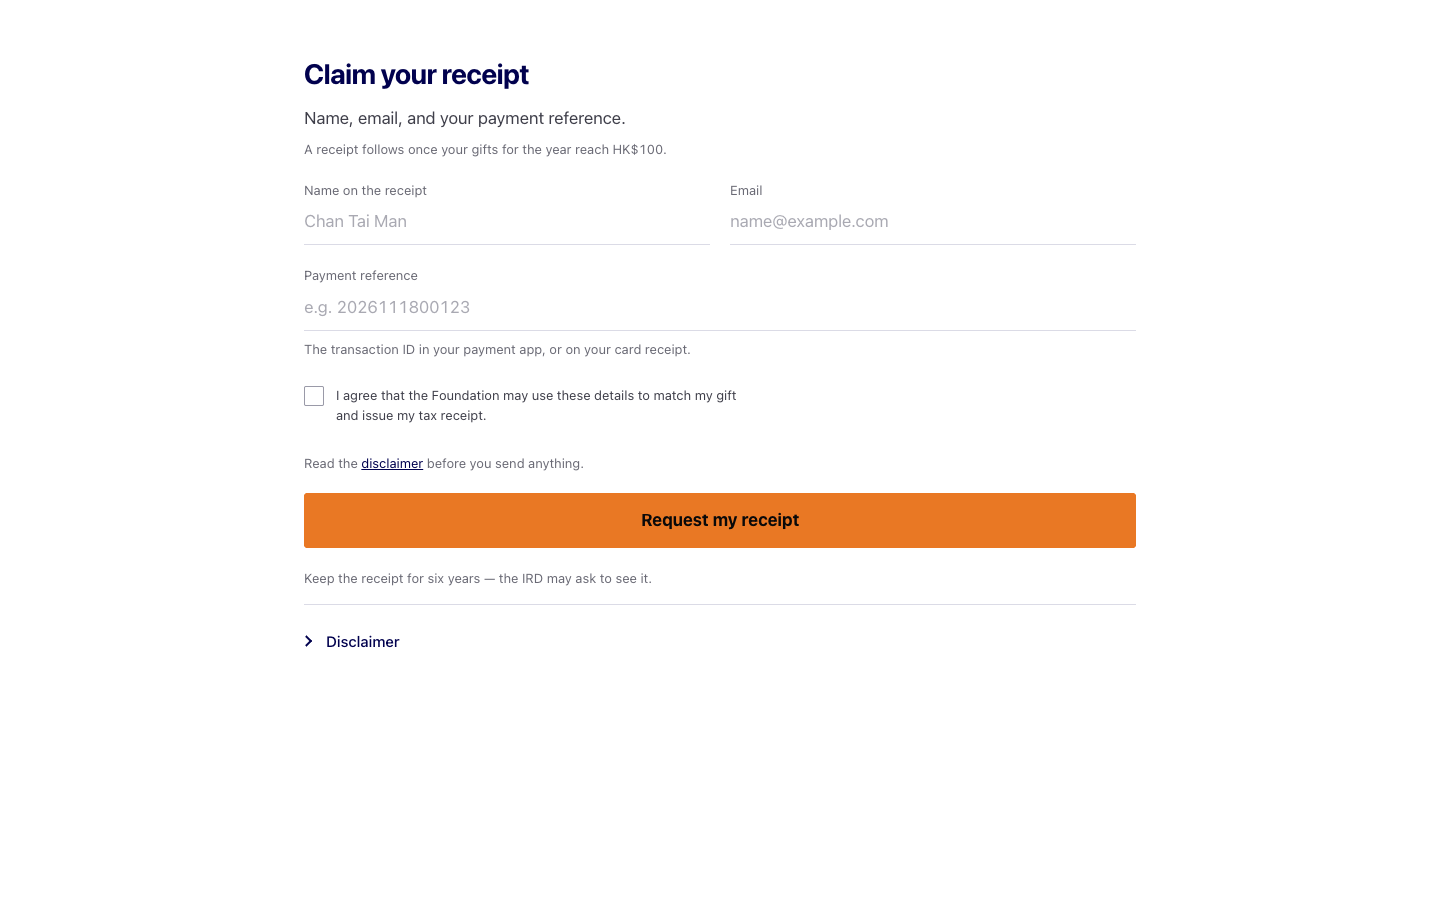 Claim your receipt
Name, email, and your payment reference.
A receipt follows once your gifts for the year reach HK$100.
Name on the receipt
Email
Chan Tai Man
name@example.com
Payment reference
e.g. 2026111800123
The transaction ID in your payment app, or on your card receipt.
I agree that the Foundation may use these details to match my gift
and issue my tax receipt.
Read the disclaimer before you send anything.
Request my receipt
Keep the receipt for six years — the IRD may ask to see it.
Disclaimer